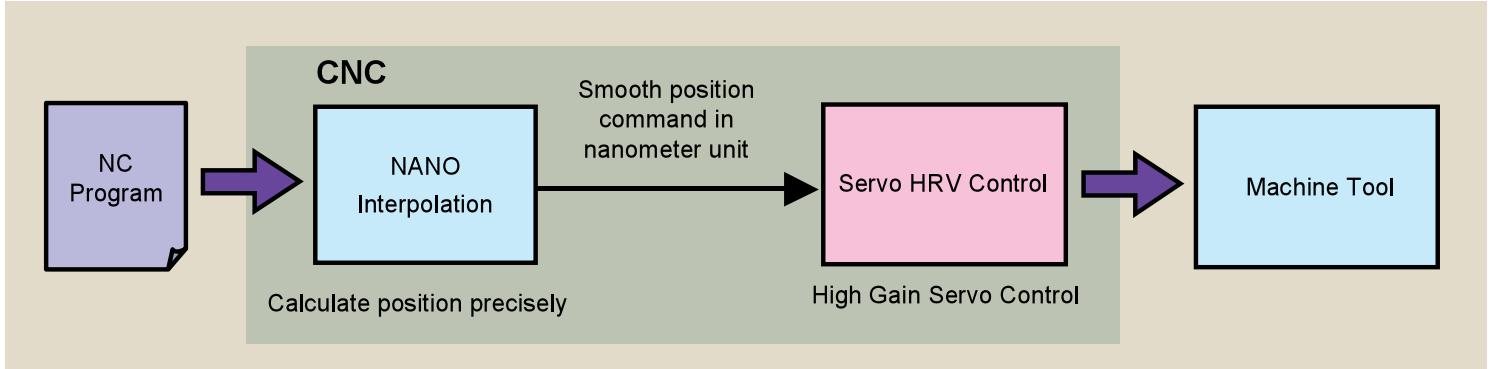 CNC
NC
Program
NANO
Interpolation
Calculate position precisely
Smooth position
command in
nanometer unit
Servo HRV Control
High Gain Servo Control
Machine Tool